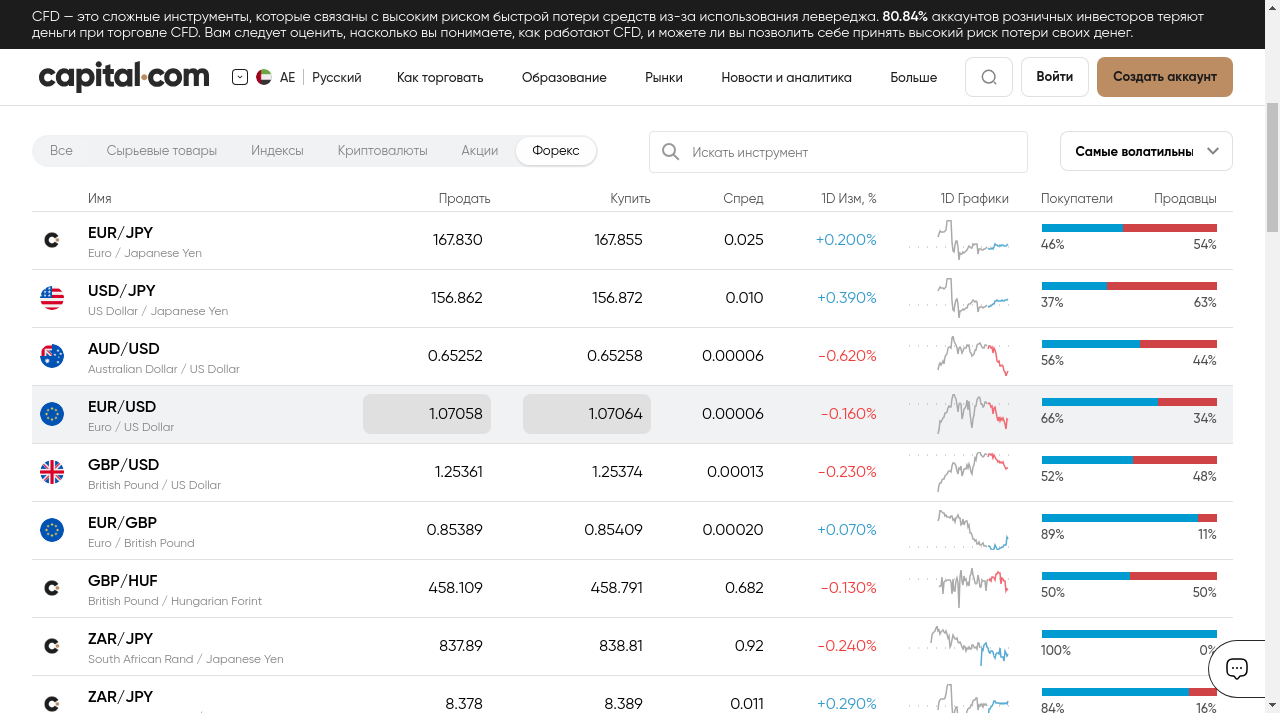 CFD — это сложные инструменты, которые связаны с высоким риском быстрой потери средств из-за использования левереджа. 80.84% аккаунтов розничных инвесторов теряют
деньги при торговле CFD. Вам следует оценить, насколько вы понимаете, как работают CFD, и можете ли вы позволить себе принять высокий риск потери своих денег.
capital.com AE Русский Как торговать Образование Рынки Новости и аналитика Больше Войти Создать аккаунт
Все Сырьевые товары Индексы Криптовалюты Акции Форекс Искать инструмент Самые волатильны
Имя Продать Купить Спред 1D Изм, % 1D Графики Покупатели Продавцы
EUR/JPY 167.830 167.855 0.025 +0.200% 46% 54%
Euro / Japanese Yen
USD/JPY 156.862 156.872 0.010 +0.390% 37% 63%
US Dollar / Japanese Yen
AUD/USD 0.65252 0.65258 0.00006 -0.620% 56% 44%
Australian Dollar / US Dollar
EUR/USD 1.07058 1.07064 0.00006 -0.160% 66% 34%
Euro / US Dollar
GBP/USD 1.25361 1.25374 0.00013 -0.230% 52% 48%
British Pound / US Dollar
EUR/GBP 0.85389 0.85409 0.00020 +0.070% 89% 11%
Euro / British Pound
GBP/HUF 458.109 458.791 0.682 -0.130% 50% 50%
British Pound / Hungarian Forint
ZAR/JPY 837.89 838.81 0.92 -0.240% 100% 0%
South African Rand / Japanese Yen
ZAR/JPY 8.378 8.389 0.011 +0.290% 84% 16%